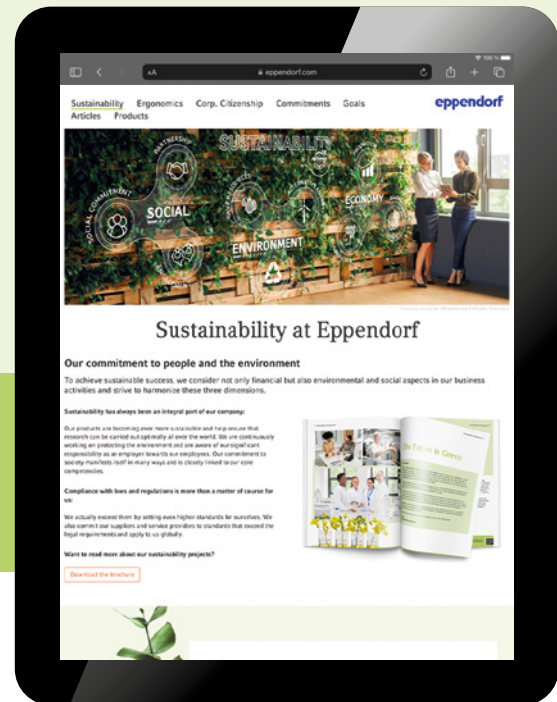 100 %
AA
eppendorf.com
Sustainability Ergonomics Corp. Citizenship Commitments Goals
Articles Products
eppendorf
SUSTAINABILITY
PARTNERSHIP
SOCIAL COMMITMENT
SOCIAL
ECONOMY
ENVIRONMENT
Sustainability at Eppendorf
Our commitment to people and the environment
To achieve sustainable success, we consider not only financial but also environmental and social aspects in our business
activities and strive to harmonize these three dimensions.
Sustainability has always been an integral part of our company:
Our products are becoming ever more sustainable and help ensure that
research can be carried out optimally all over the world. We are continuously
working on protecting the environment and are aware of our significant
responsibility as an employer towards our employees. Our commitment to
society manifests itself in many ways and is closely linked to our core
competencies.
Compliance with laws and regulations is more than a matter of course for
us:
We actually exceed them by setting even higher standards for ourselves. We
also commit our suppliers and service providers to standards that exceed the
legal requirements and apply to us globally.
Want to read more about our sustainability projects?
Download the brochure
The Future is Green